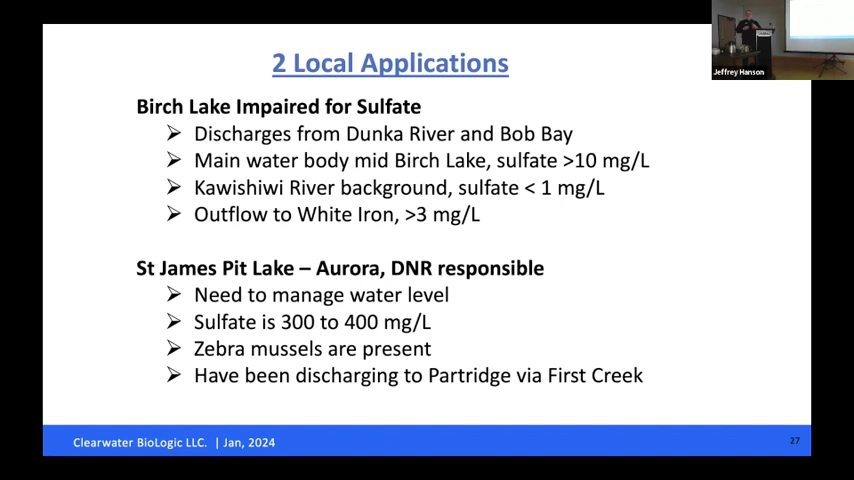 2 Local Applications
Birch Lake Impaired for Sulfate
➢ Discharges from Dunka River and Bob Bay
➢ Main water body mid Birch Lake, sulfate >10 mg/L
➢ Kawishiwi River background, sulfate < 1 mg/L
➢ Outflow to White Iron, >3 mg/L
St James Pit Lake – Aurora, DNR responsible
➢ Need to manage water level
➢ Sulfate is 300 to 400 mg/L
➢ Zebra mussels are present
➢ Have been discharging to Partridge via First Creek
Clearwater BioLogic LLC. | Jan, 2024
27
Jeffrey Hanson